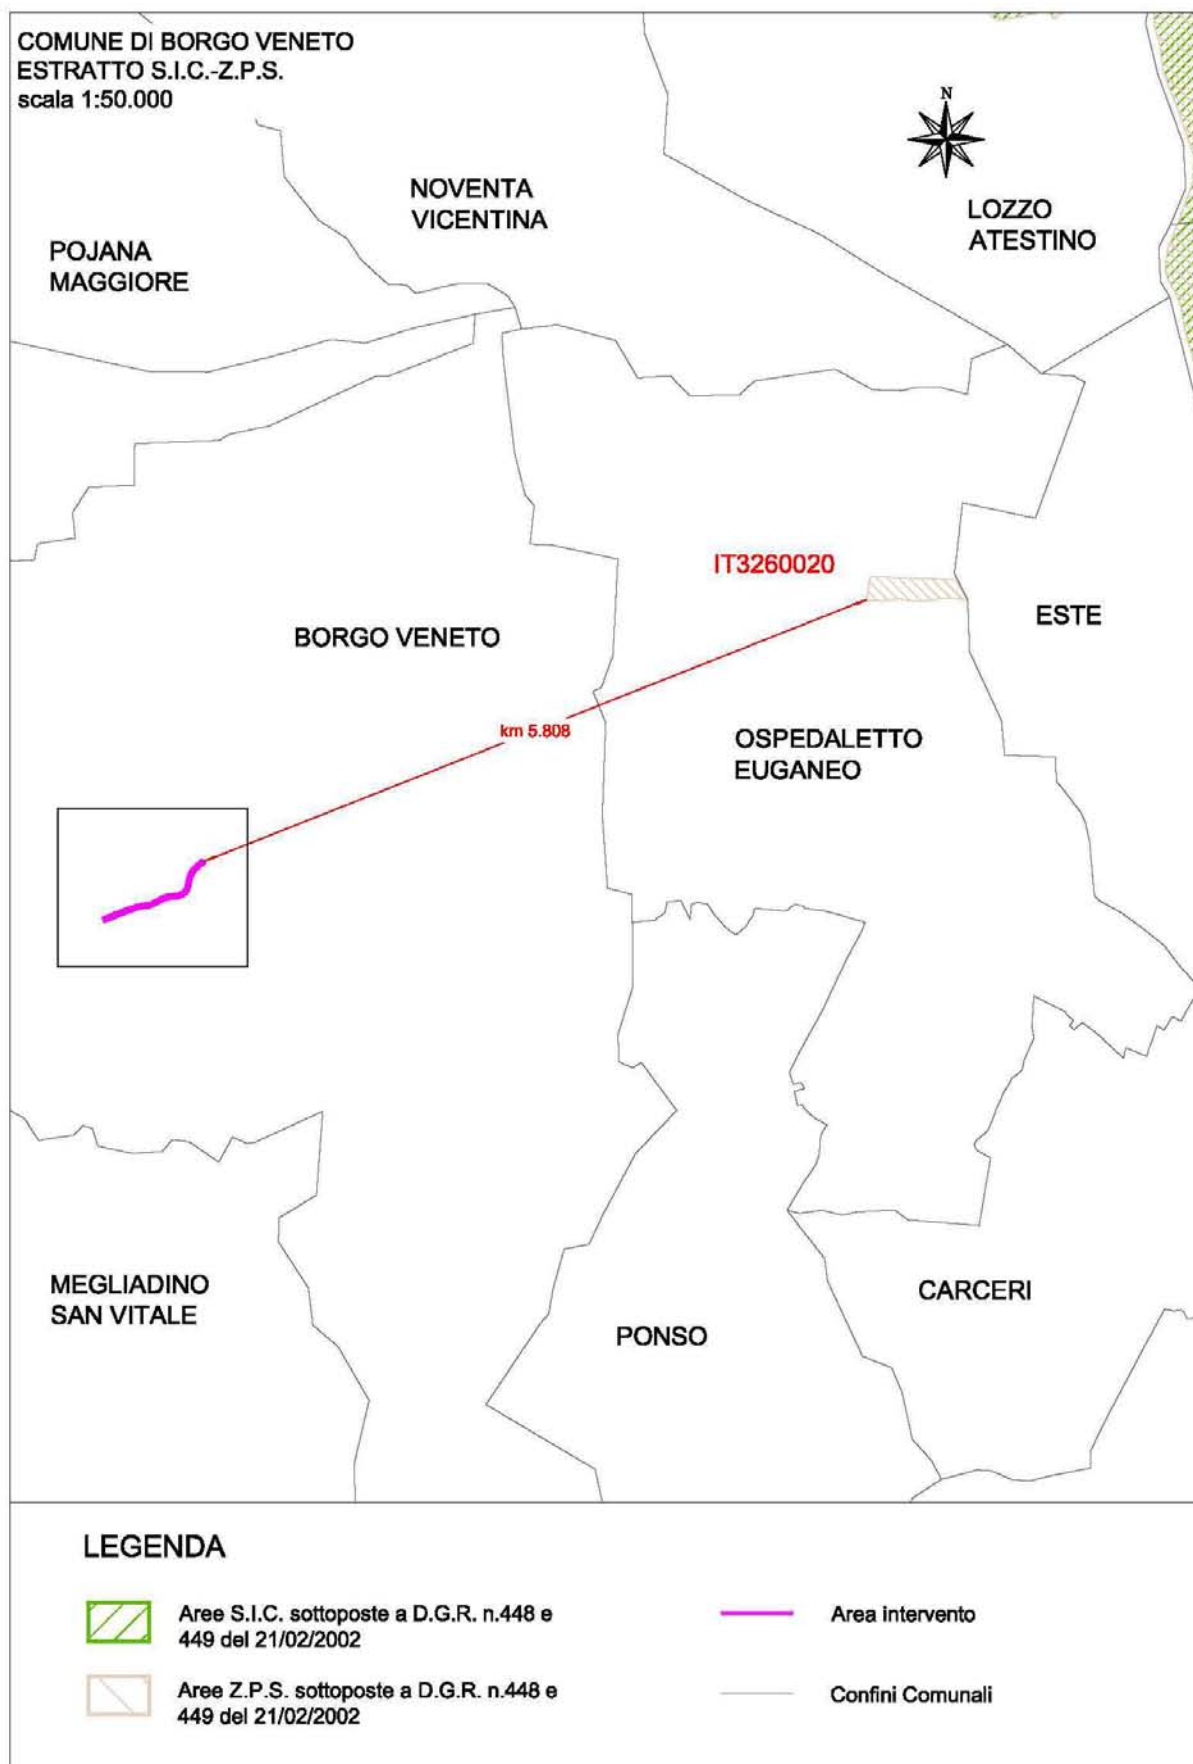 COMUNE DI BORGO VENETO
ESTRATTO S.I.C.-Z.P.S.
scala 1:50.000
N
NOVENTA
VICENTINA
LOZZO
ATESTINO
POJANA
MAGGIORE
IT3260020
ESTE
BORGO VENETO
km 5.808
OSPEDALETTO
EUGANEO
MEGLIADINO
SAN VITALE
CARCERI
PONSO
LEGENDA
Aree S.I.C. sottoposte a D.G.R. n.448 e
449 del 21/02/2002
Area intervento
Aree Z.P.S. sottoposte a D.G.R. n.448 e
449 del 21/02/2002
Confini Comunali